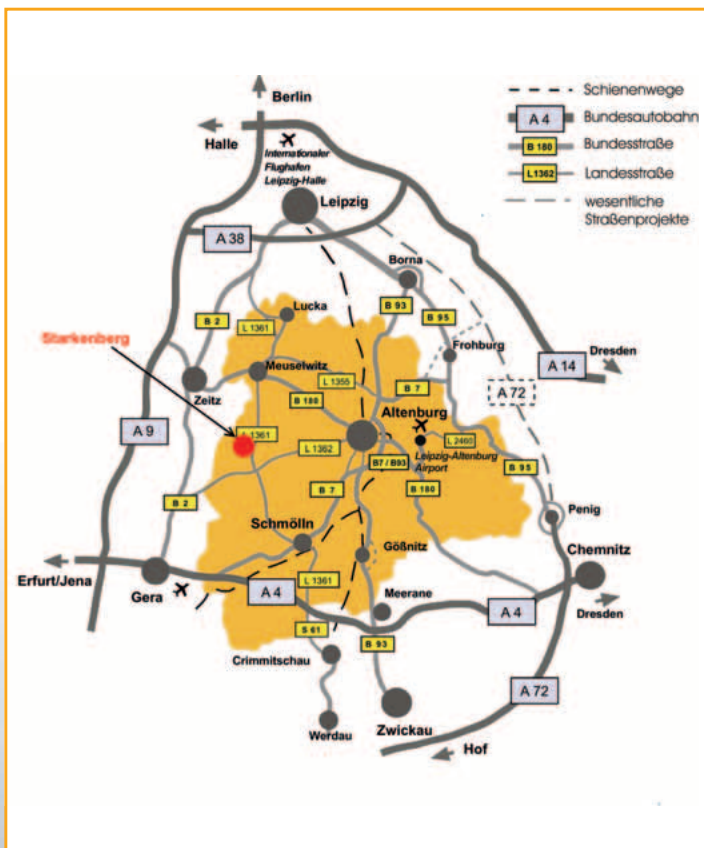 Berlin
Halle
Internationaler
Flughafen
Leipzig-Halle
Leipzig
Schienenwege
A 4
Bundesautobahn
B 180
Bundesstraße
L1362
Landesstraße
wesentliche
Straßenprojekte
A 38
Borna
B 93
B 2
Lucka
L 1361
B 95
Starkenberg
Frohburg
Meuselwitz
Dresden
A 14
L 1355
B 7
A 72
Zeitz
B 180
Altenburg
A 9
L 1361
L 1362
L 2460
Leipzig-Altenburg
Airport
B7 / B93
B 95
B 7
B 180
B 2
Penig
Schmölln
Gößnitz
Chemnitz
Erfurt/Jena
Gera
A 4
L 1361
Meerane
A 4
Dresden
S 61
B 93
Crimmitschau
A 72
Werdau
Zwickau
Hof